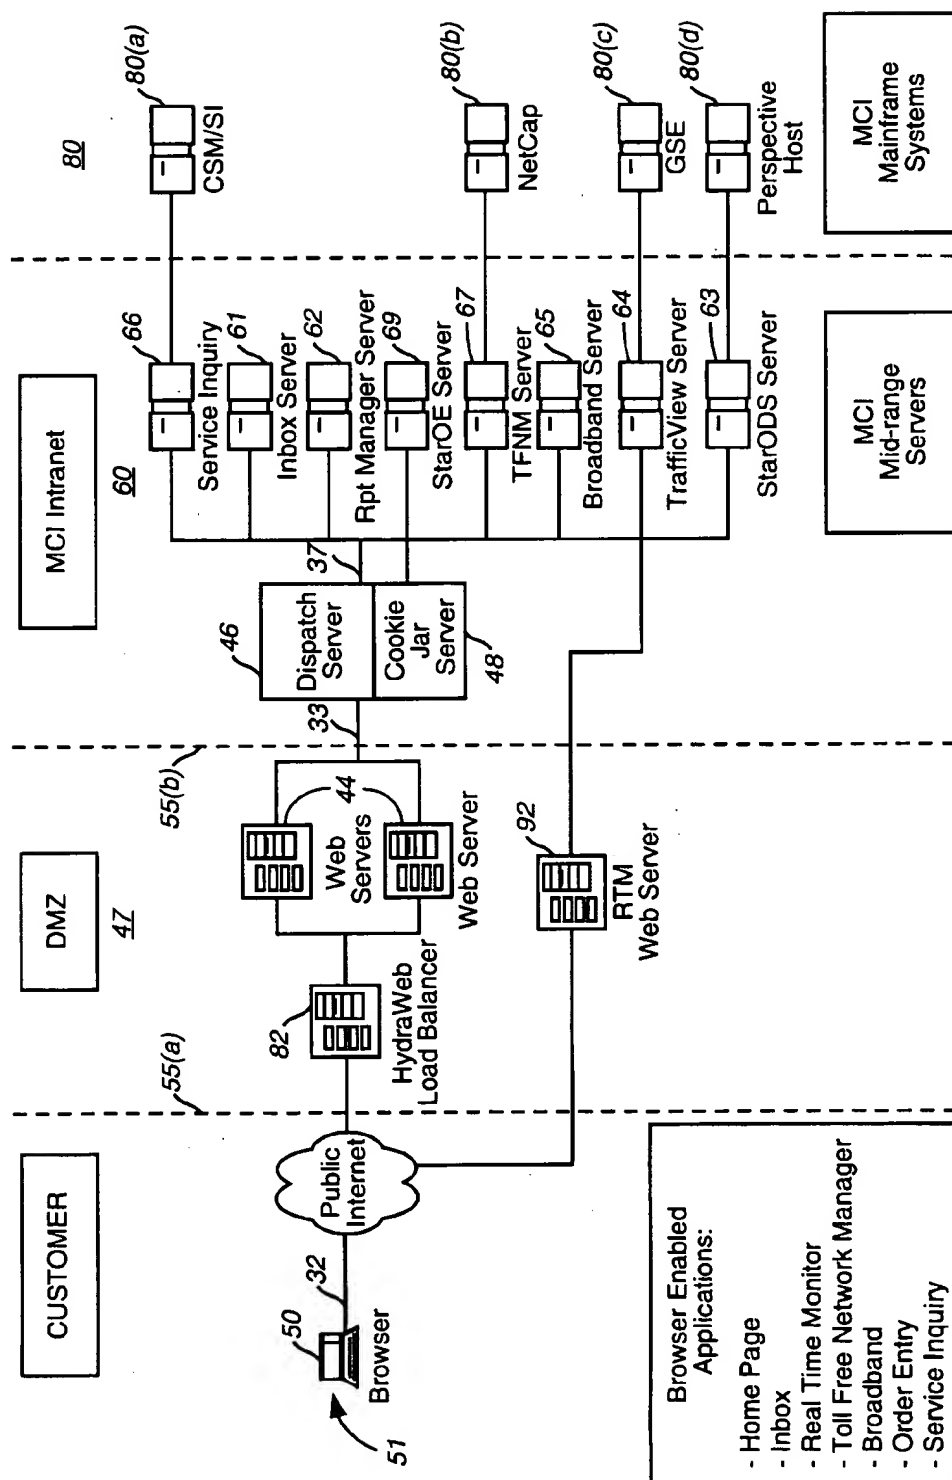 CUSTOMER
DMZ
47
MCI Intranet
60
80
55(a)
55(b)
51
50
Browser
32
Public
Internet
82
HydraWeb
Load Balancer
44
Web
Servers
Web Server
92
RTM
Web Server
33
46
Dispatch
Server
Cookie
Jar
Server
48
37
66
Service Inquiry
61
Inbox Server
62
Rpt Manager Server
69
StarOE Server
67
TFNM Server
65
Broadband Server
64
TrafficView Server
63
StarODS Server
80(a)
CSM/SI
80(b)
NetCap
80(c)
GSE
80(d)
Perspective
Host
Browser Enabled
Applications:
- Home Page
- Inbox
- Real Time Monitor
- Toll Free Network Manager
- Broadband
- Order Entry
- Service Inquiry
MCI
Mid-range
Servers
MCI
Mainframe
Systems